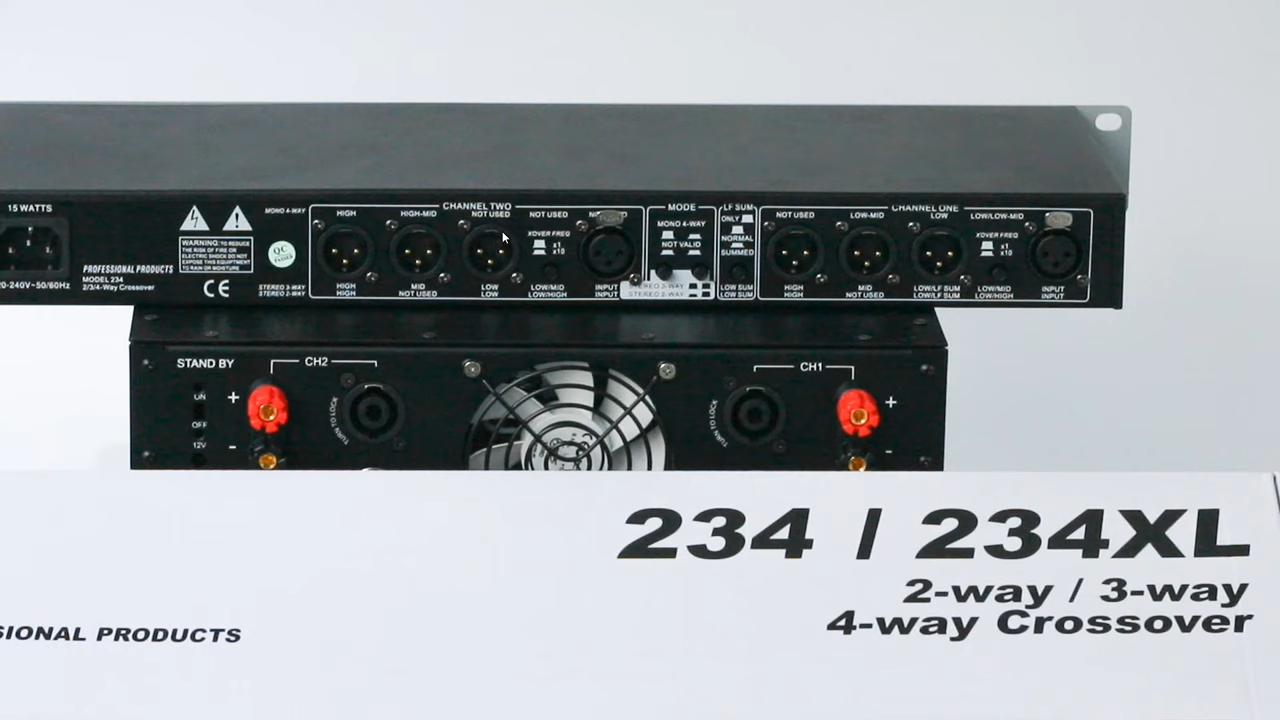 15 WATTS
20-240V~50/60Hz
WARNING: TO REDUCE
THE RISK OF FIRE OR
ELECTRIC SHOCK DO NOT
EXPOSE THIS EQUIPMENT
TO RAIN OR MOISTURE
PROFESSIONAL PRODUCTS
MODEL 234
2/3/4-Way Crossover
CE
QC
PASSED
MONO 4-WAY
STEREO 3-WAY
STEREO 2-WAY
CHANNEL TWO
HIGH
HIGH-MID
NOT USED
NOT USED
XOVER FREQ
x1
x10
HIGH
HIGH
MID
NOT USED
LOW
LOW
LOW/MID
LOW/HIGH
INPUT
INPUT
PUSH
MODE
MONO 4-WAY
NOT VALID
STEREO 3-WAY
STEREO 2-WAY
LF SUM
ONLY
NORMAL
SUMMED
LOW SUM
LOW SUM
CHANNEL ONE
NOT USED
LOW-MID
LOW
LOW/LOW-MID
XOVER FREQ
x1
x10
HIGH
HIGH
MID
NOT USED
LOW/LF SUM
LOW/LF SUM
LOW/MID
LOW/HIGH
INPUT
INPUT
STAND BY
ON
OFF
12V
CH2
+
-
TURN TO LOCK
CH1
TURN TO LOCK
+
-
234 / 234XL
2-way / 3-way
4-way Crossover
SIONAL PRODUCTS